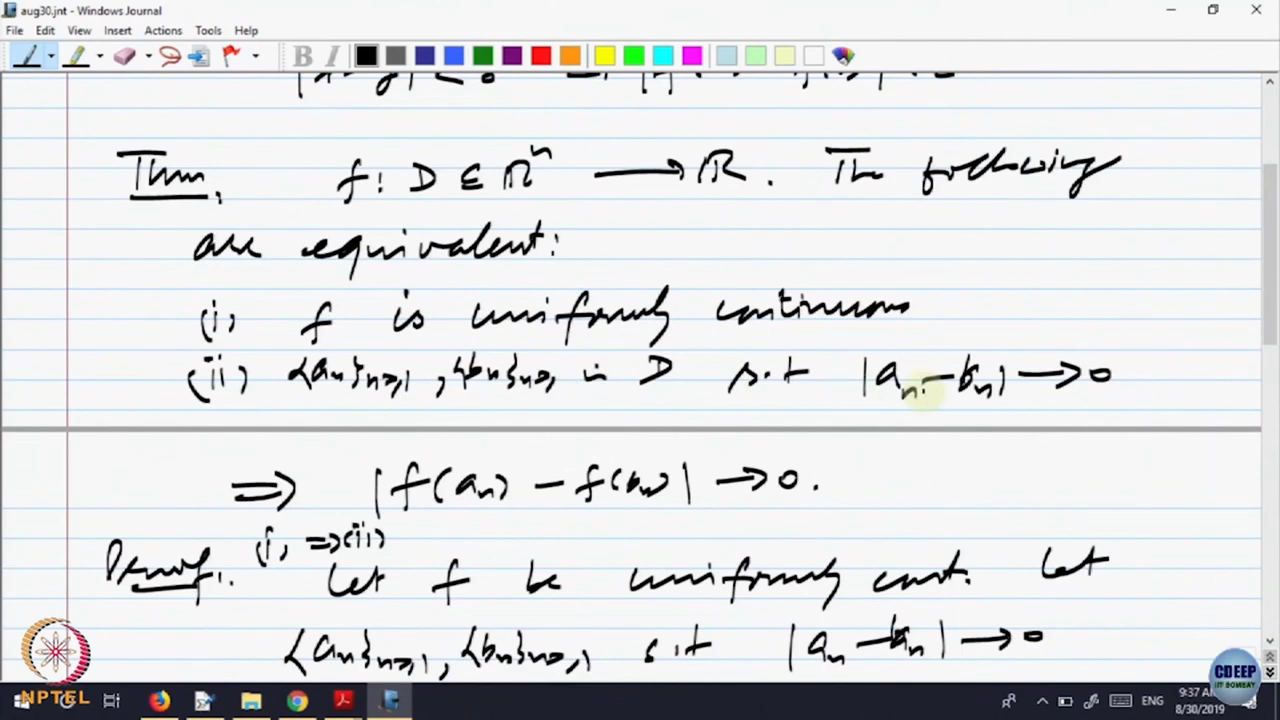 aug30.jnt - Windows Journal
File Edit View Insert Actions Tools Help
B I
Thm. f: D ∈ ℝⁿ ⟶ ℝ. The following
are equivalent:
(i) f is uniformly continuous
(ii) {aₙ}ₙ≥₁, {bₙ}ₙ≥₁ in D s.t |aₙ − bₙ| ⟶ 0
⟹ |f(aₙ) − f(bₙ)| ⟶ 0.
Proof. (i) ⟹ (ii)
Let f be uniformly cont. Let
{aₙ}ₙ≥₁, {bₙ}ₙ≥₁ s.t |aₙ − bₙ| ⟶ 0
NPTEL
ENG
9:37 AM
8/30/2019
CDEEP
IIT BOMBAY